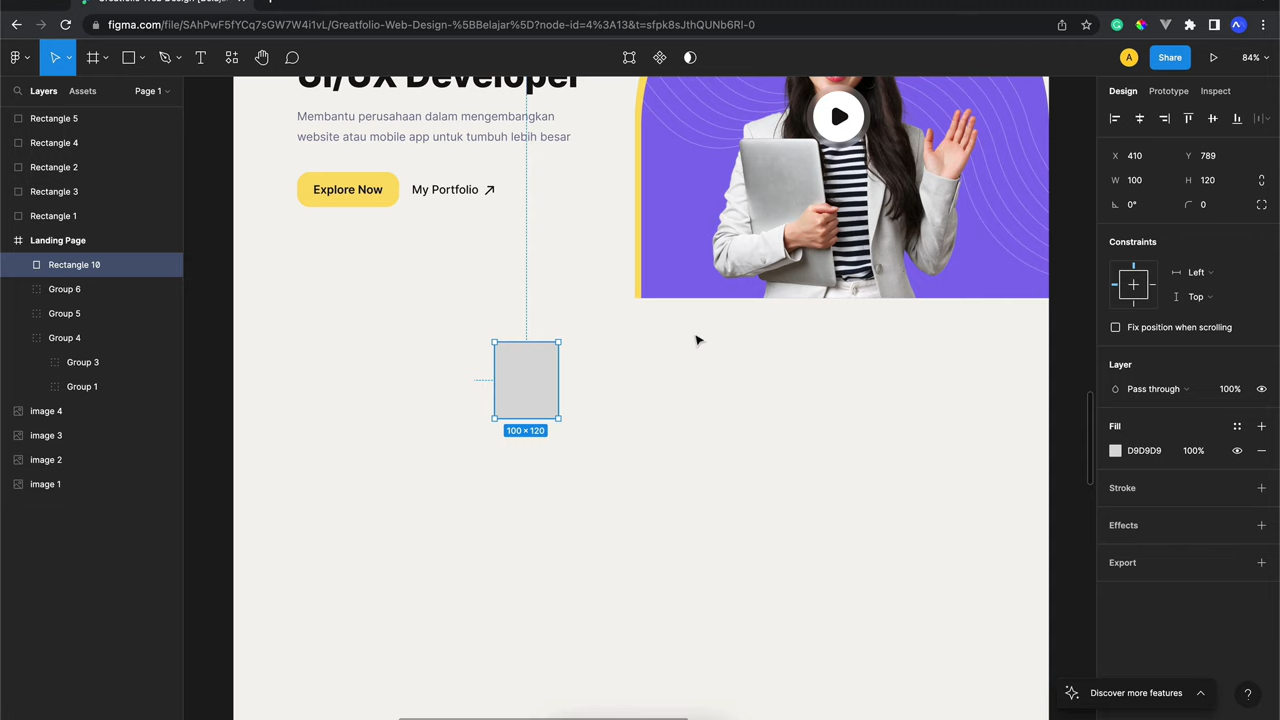 figma.com/file/SAhPwF5fYCq7sGW7W4i1vL/Greatfolio-Web-Design-%5BBelajar%5D?node-id=4%3A13&t=sfpk8sJthQUNb6RI-0
A
Share
84%
Layers
Assets
Page 1
Rectangle 5
Rectangle 4
Rectangle 2
Rectangle 3
Rectangle 1
Landing Page
Rectangle 10
Group 6
Group 5
Group 4
Group 3
Group 1
image 4
image 3
image 2
image 1
UI/UX Developer
Membantu perusahaan dalam mengembangkan
website atau mobile app untuk tumbuh lebih besar
Explore Now
My Portfolio
100 × 120
Design
Prototype
Inspect
X 410
Y 789
W 100
H 120
0°
0
Constraints
Left
Top
Fix position when scrolling
Layer
Pass through
100%
Fill
D9D9D9
100%
Stroke
Effects
Export
Discover more features
?